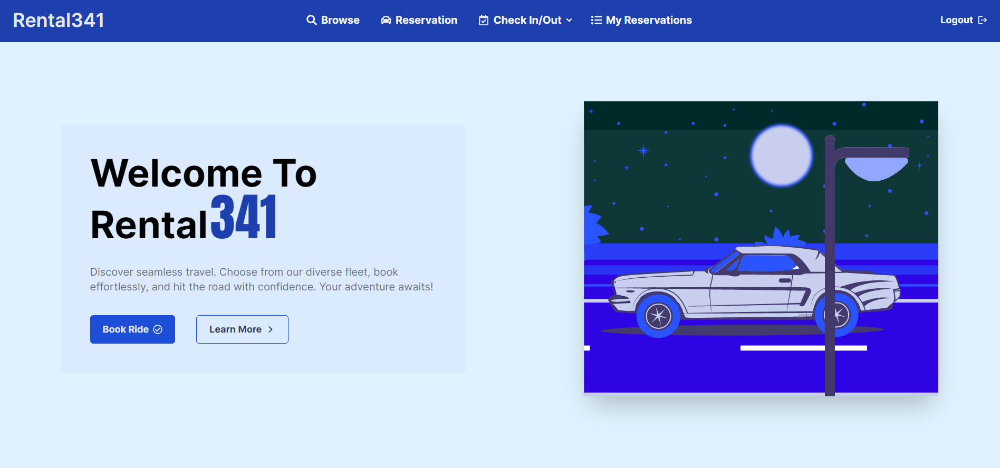 Rental341
Browse
Reservation
Check In/Out
My Reservations
Logout
Welcome To
Rental341
Discover seamless travel. Choose from our diverse fleet, book
effortlessly, and hit the road with confidence. Your adventure awaits!
Book Ride
Learn More